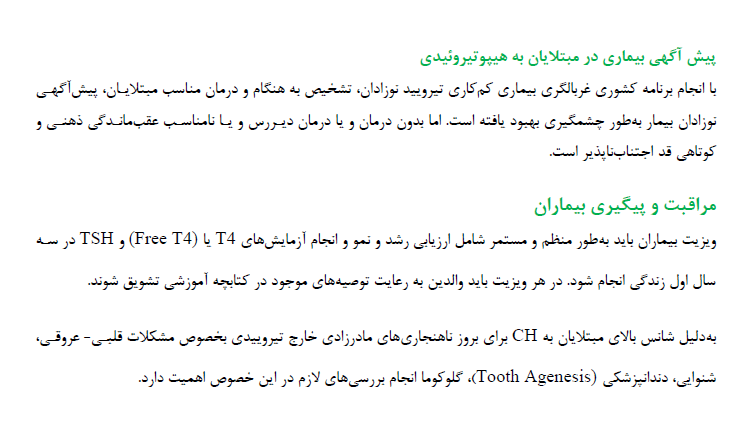 پیش آگهی بیماری در مبتلایان به هیپوتیروئیدی
با انجام برنامه کشوری غربالگری بیماری کم‌کاری تیرویید نوزادان، تشخیص به هنگام و درمان مناسب مبتلایان، پیش‌آگهی
نوزادان بیمار به‌طور چشمگیری بهبود یافته است. اما بدون درمان و یا درمان دیررس و یا نامناسب عقب‌ماندگی ذهنی و
کوتاهی قد اجتناب‌ناپذیر است.
مراقبت و پیگیری بیماران
ویزیت بیماران باید به‌طور منظم و مستمر شامل ارزیابی رشد و نمو و انجام آزمایش‌های T4 یا (Free T4) و TSH در سه
سال اول زندگی انجام شود. در هر ویزیت باید والدین به رعایت توصیه‌های موجود در کتابچه آموزشی تشویق شوند.
به‌دلیل شانس بالای مبتلایان به CH برای بروز ناهنجاری‌های مادرزادی خارج تیروییدی بخصوص مشکلات قلبی- عروقی،
شنوایی، دندانپزشکی (Tooth Agenesis)، گلوکوما انجام بررسی‌های لازم در این خصوص اهمیت دارد.